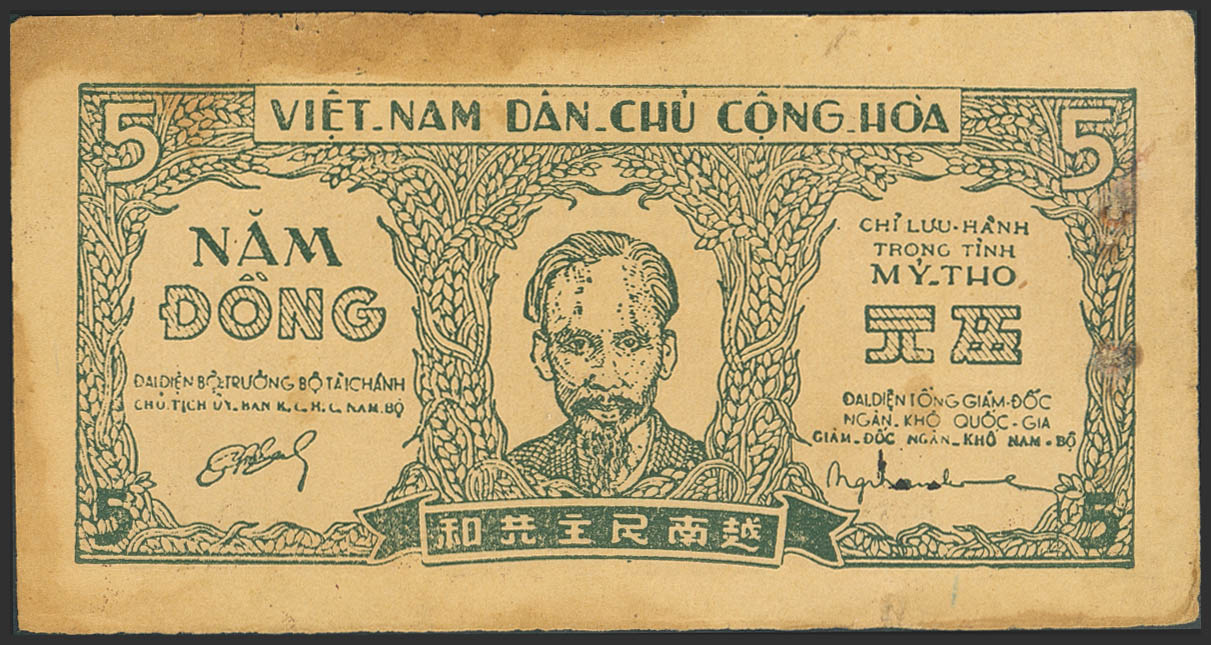 5
VIỆT-NAM DÂN-CHỦ CỘNG-HÒA
5
NĂM
ĐỒNG
ĐẠI DIỆN BỘ-TRƯỞNG BỘ TÀI CHÁNH
CHỦ TỊCH ỦY-BAN K.C.H.C NAM-BỘ
CHỈ LƯU-HÀNH
TRONG TỈNH
MỸ-THO
元伍
ĐẠI DIỆN TỔNG GIÁM-ĐỐC
NGÂN-KHỐ QUỐC-GIA
GIÁM-ĐỐC NGÂN-KHỐ NAM-BỘ
5
和共主民南越
5